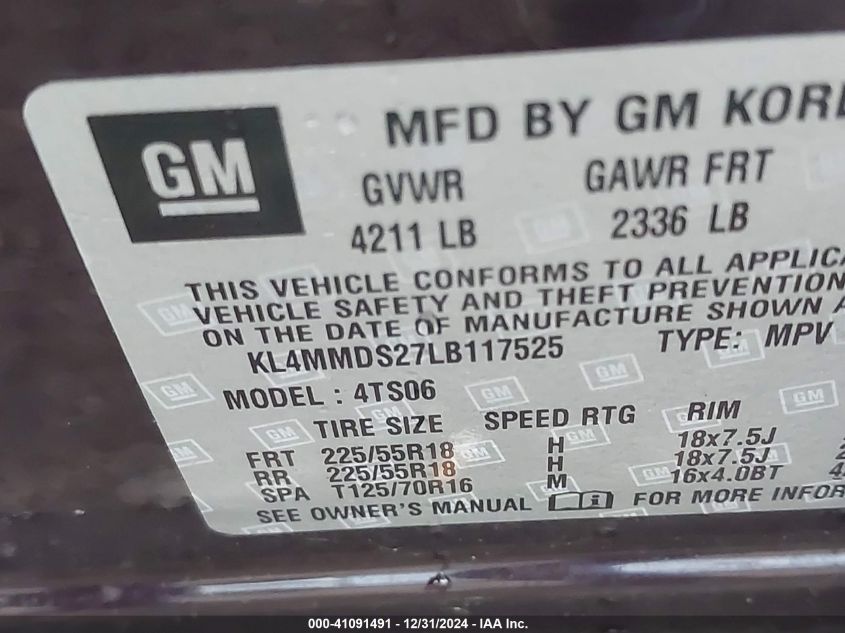 GM
MFD BY GM KORE
GVWR GAWR FRT
4211 LB 2336 LB
THIS VEHICLE CONFORMS TO ALL APPLICA
VEHICLE SAFETY AND THEFT PREVENTION
ON THE DATE OF MANUFACTURE SHOWN A
KL4MMDS27LB117525 TYPE: MPV
MODEL : 4TS06
TIRE SIZE SPEED RTG RIM
FRT 225/55R18 H 18x7.5J
RR 225/55R18 H 18x7.5J
SPA T125/70R16 M 16x4.0BT
SEE OWNER'S MANUAL FOR MORE INFOR
000-41091491 - 12/31/2024 - IAA Inc.